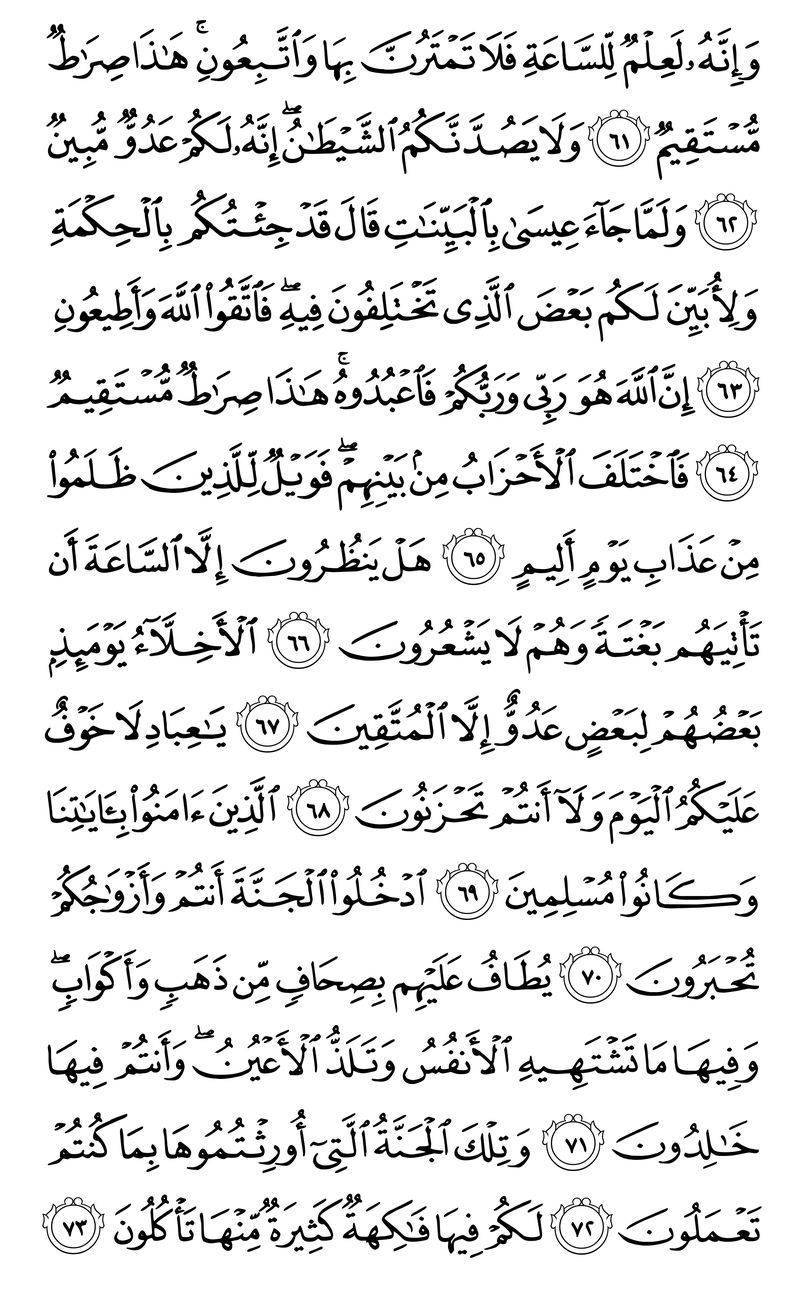 وَإِنَّهُۥ لَعِلْمٌ لِّلسَّاعَةِ فَلَا تَمْتَرُنَّ بِهَا وَٱتَّبِعُونِ ۚ هَـٰذَا صِرَٰطٌ
مُّسْتَقِيمٌ ٦١ وَلَا يَصُدَّنَّكُمُ ٱلشَّيْطَـٰنُ ۖ إِنَّهُۥ لَكُمْ عَدُوٌّ مُّبِينٌ
٦٢ وَلَمَّا جَآءَ عِيسَىٰ بِٱلْبَيِّنَـٰتِ قَالَ قَدْ جِئْتُكُم بِٱلْحِكْمَةِ
وَلِأُبَيِّنَ لَكُم بَعْضَ ٱلَّذِى تَخْتَلِفُونَ فِيهِ ۖ فَٱتَّقُوا۟ ٱللَّهَ وَأَطِيعُونِ
٦٣ إِنَّ ٱللَّهَ هُوَ رَبِّى وَرَبُّكُمْ فَٱعْبُدُوهُ ۚ هَـٰذَا صِرَٰطٌ مُّسْتَقِيمٌ
٦٤ فَٱخْتَلَفَ ٱلْأَحْزَابُ مِنۢ بَيْنِهِمْ ۖ فَوَيْلٌ لِّلَّذِينَ ظَلَمُوا۟
مِنْ عَذَابِ يَوْمٍ أَلِيمٍ ٦٥ هَلْ يَنظُرُونَ إِلَّا ٱلسَّاعَةَ أَن
تَأْتِيَهُم بَغْتَةً وَهُمْ لَا يَشْعُرُونَ ٦٦ ٱلْأَخِلَّآءُ يَوْمَئِذٍۭ
بَعْضُهُمْ لِبَعْضٍ عَدُوٌّ إِلَّا ٱلْمُتَّقِينَ ٦٧ يَـٰعِبَادِ لَا خَوْفٌ
عَلَيْكُمُ ٱلْيَوْمَ وَلَآ أَنتُمْ تَحْزَنُونَ ٦٨ ٱلَّذِينَ ءَامَنُوا۟ بِـَٔايَـٰتِنَا
وَكَانُوا۟ مُسْلِمِينَ ٦٩ ٱدْخُلُوا۟ ٱلْجَنَّةَ أَنتُمْ وَأَزْوَٰجُكُمْ
تُحْبَرُونَ ٧٠ يُطَافُ عَلَيْهِم بِصِحَافٍ مِّن ذَهَبٍ وَأَكْوَابٍ ۖ
وَفِيهَا مَا تَشْتَهِيهِ ٱلْأَنفُسُ وَتَلَذُّ ٱلْأَعْيُنُ ۖ وَأَنتُمْ فِيهَا
خَـٰلِدُونَ ٧١ وَتِلْكَ ٱلْجَنَّةُ ٱلَّتِىٓ أُورِثْتُمُوهَا بِمَا كُنتُمْ
تَعْمَلُونَ ٧٢ لَكُمْ فِيهَا فَـٰكِهَةٌ كَثِيرَةٌ مِّنْهَا تَأْكُلُونَ ٧٣